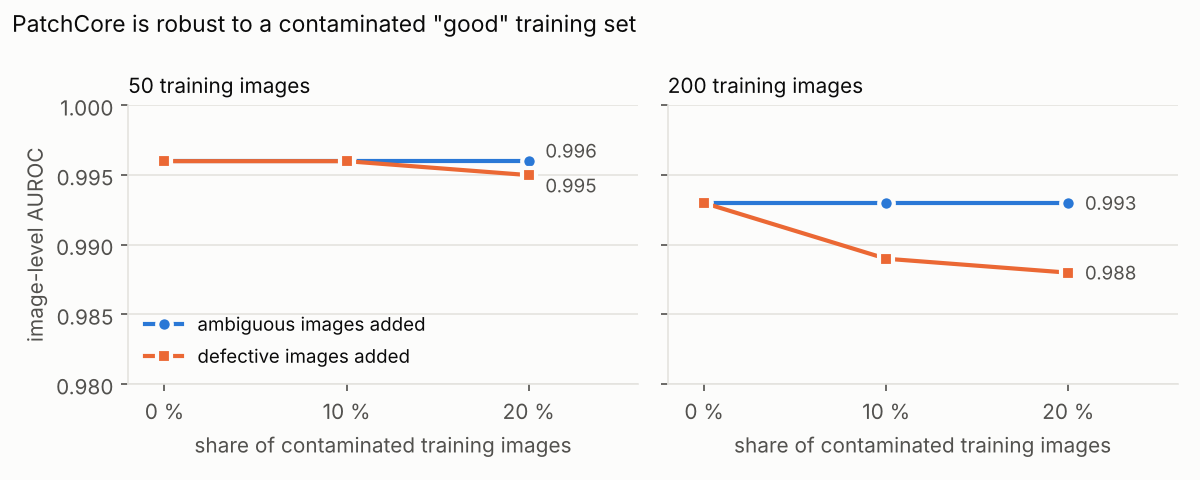 PatchCore is robust to a contaminated "good" training set
50 training images
200 training images
image-level AUROC
1.000
0.995
0.990
0.985
0.980
0.996
0.995
0.993
0.988
ambiguous images added
defective images added
0 %
10 %
20 %
0 %
10 %
20 %
share of contaminated training images
share of contaminated training images